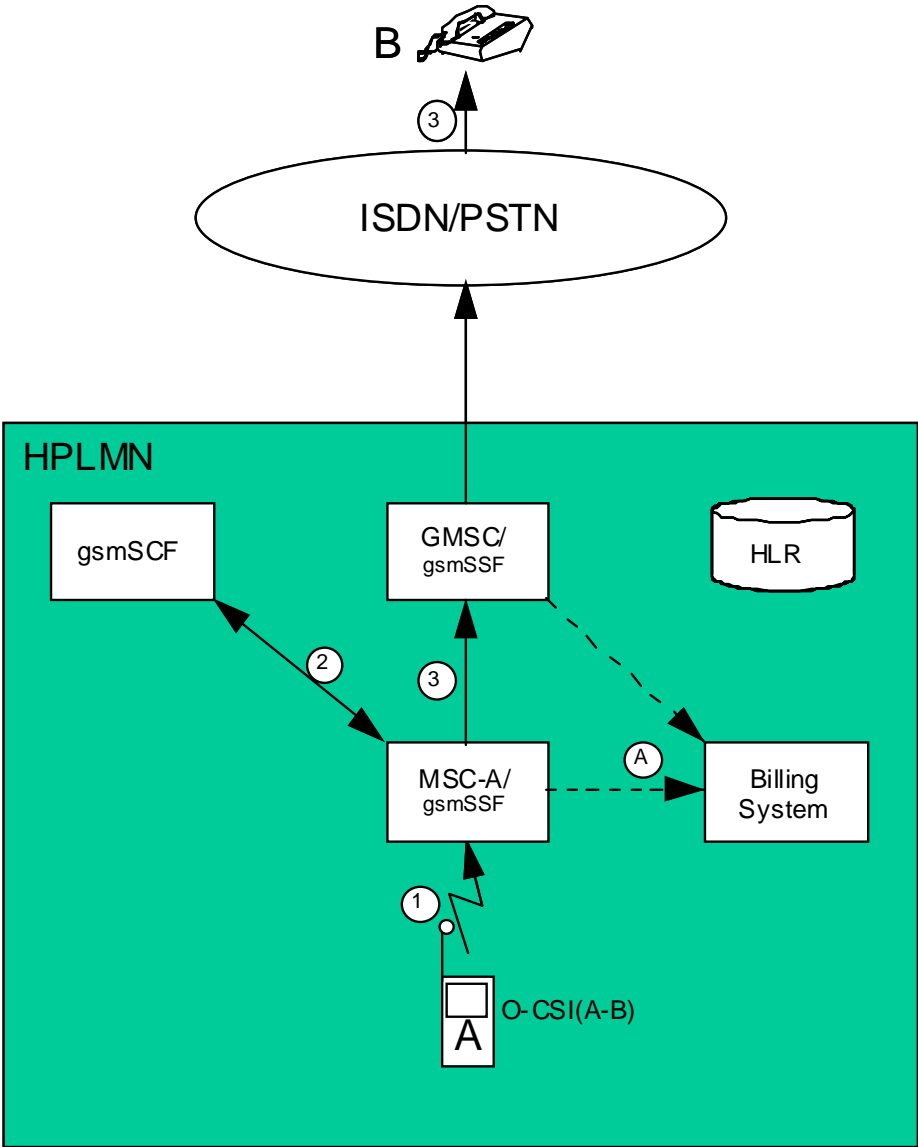 B
3
ISDN/PSTN
HPLMN
gsmSCF
GMSC/
gsmSSF
HLR
2
3
MSC-A/
gsmSSF
A
Billing
System
1
O-CSI(A-B)
A